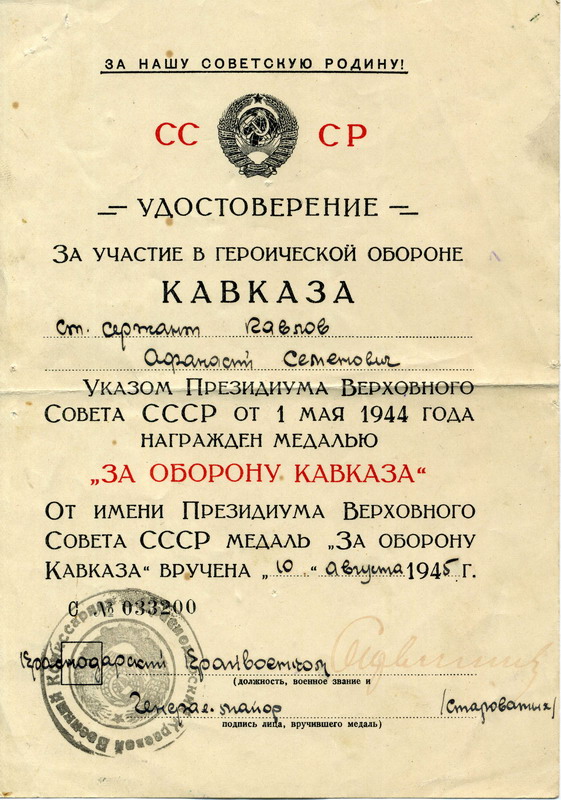 ЗА НАШУ СОВЕТСКУЮ РОДИНУ!
СС СР
УДОСТОВЕРЕНИЕ
ЗА УЧАСТИЕ В ГЕРОИЧЕСКОЙ ОБОРОНЕ
КАВКАЗА
Ст. сержант Павлов
Афанасий Семенович
УКАЗОМ ПРЕЗИДИУМА ВЕРХОВНОГО
СОВЕТА СССР ОТ 1 МАЯ 1944 ГОДА
НАГРАЖДЕН МЕДАЛЬЮ
„ЗА ОБОРОНУ КАВКАЗА“
ОТ ИМЕНИ ПРЕЗИДИУМА ВЕРХОВНОГО
СОВЕТА СССР МЕДАЛЬ „ЗА ОБОРОНУ
КАВКАЗА“ ВРУЧЕНА „10“ августа 1945 г.
С № 033200
Краснодарский Крайвоенком
(должность, военное звание и
Генерал-майор
подпись лица, вручившего медаль)